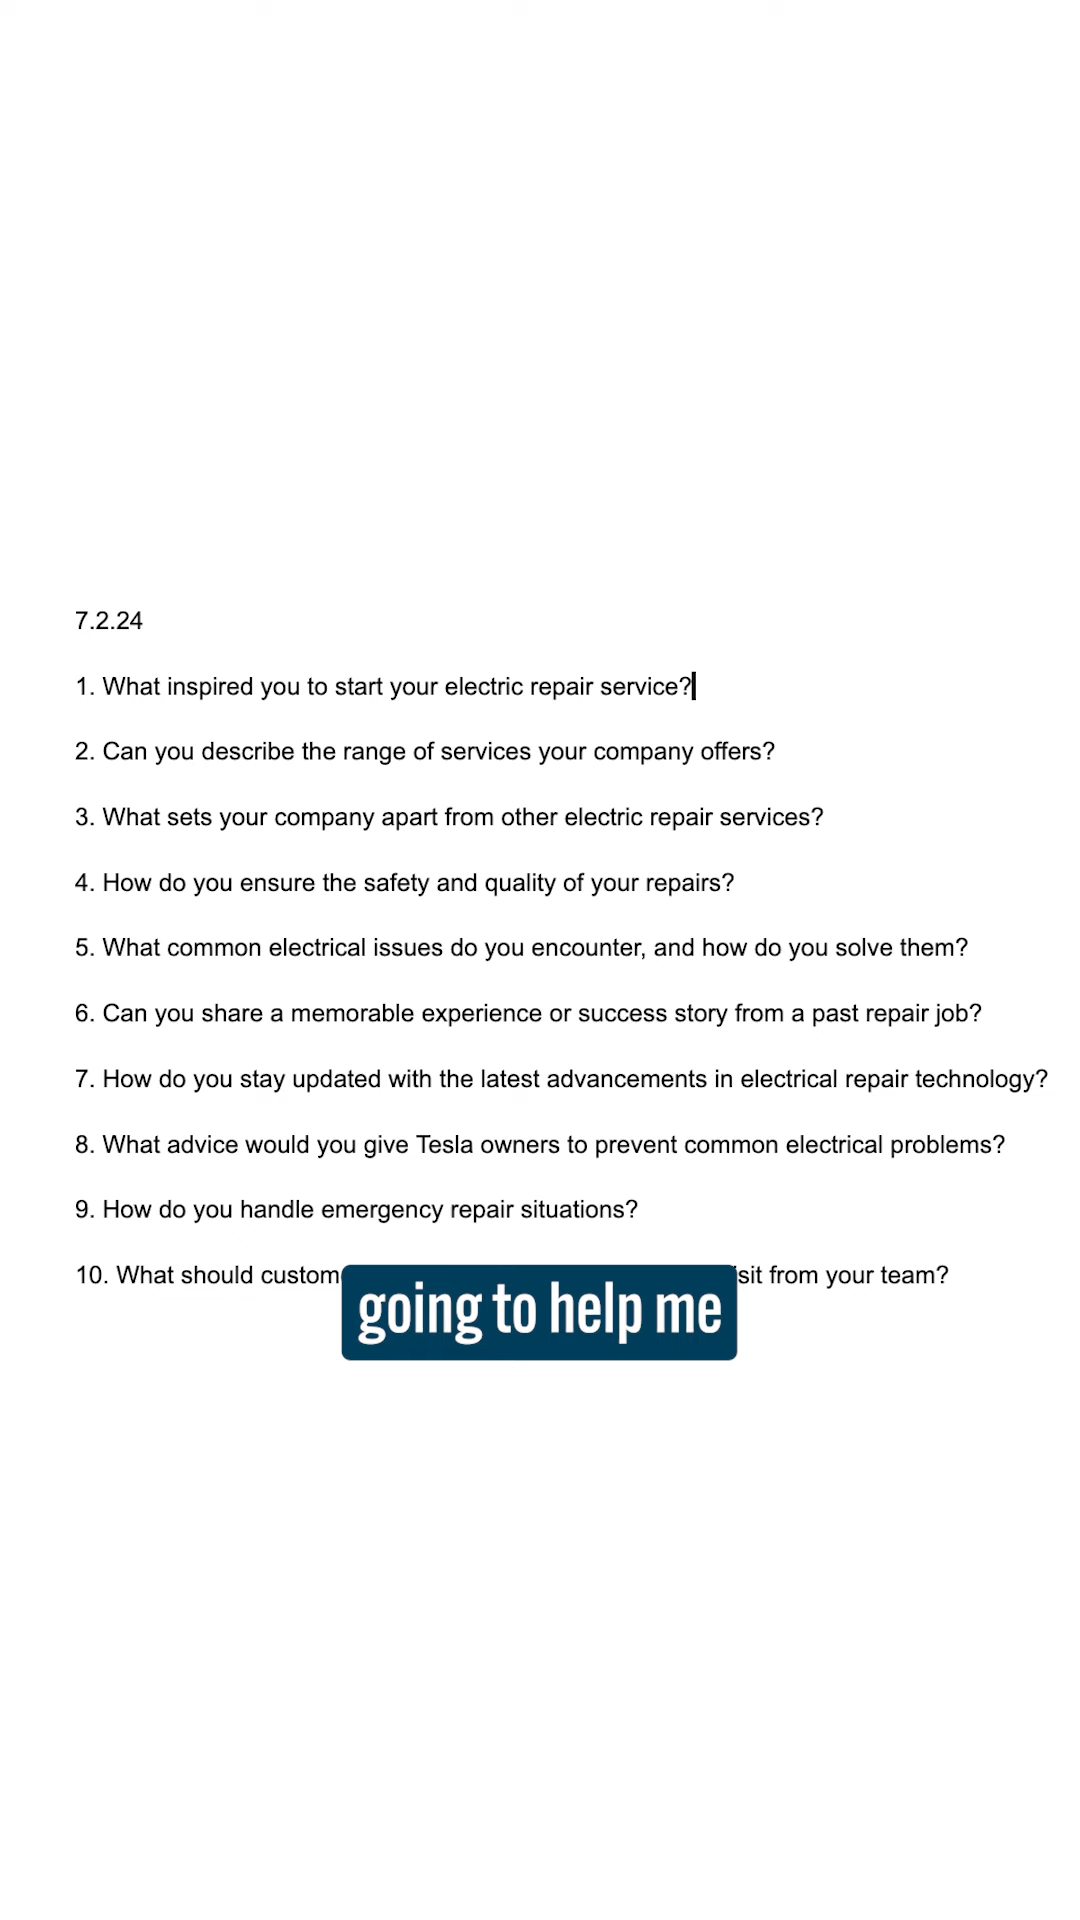 7.2.24
1. What inspired you to start your electric repair service?
2. Can you describe the range of services your company offers?
3. What sets your company apart from other electric repair services?
4. How do you ensure the safety and quality of your repairs?
5. What common electrical issues do you encounter, and how do you solve them?
6. Can you share a memorable experience or success story from a past repair job?
7. How do you stay updated with the latest advancements in electrical repair technology?
8. What advice would you give Tesla owners to prevent common electrical problems?
9. How do you handle emergency repair situations?
10. What should from your team?
going to help me